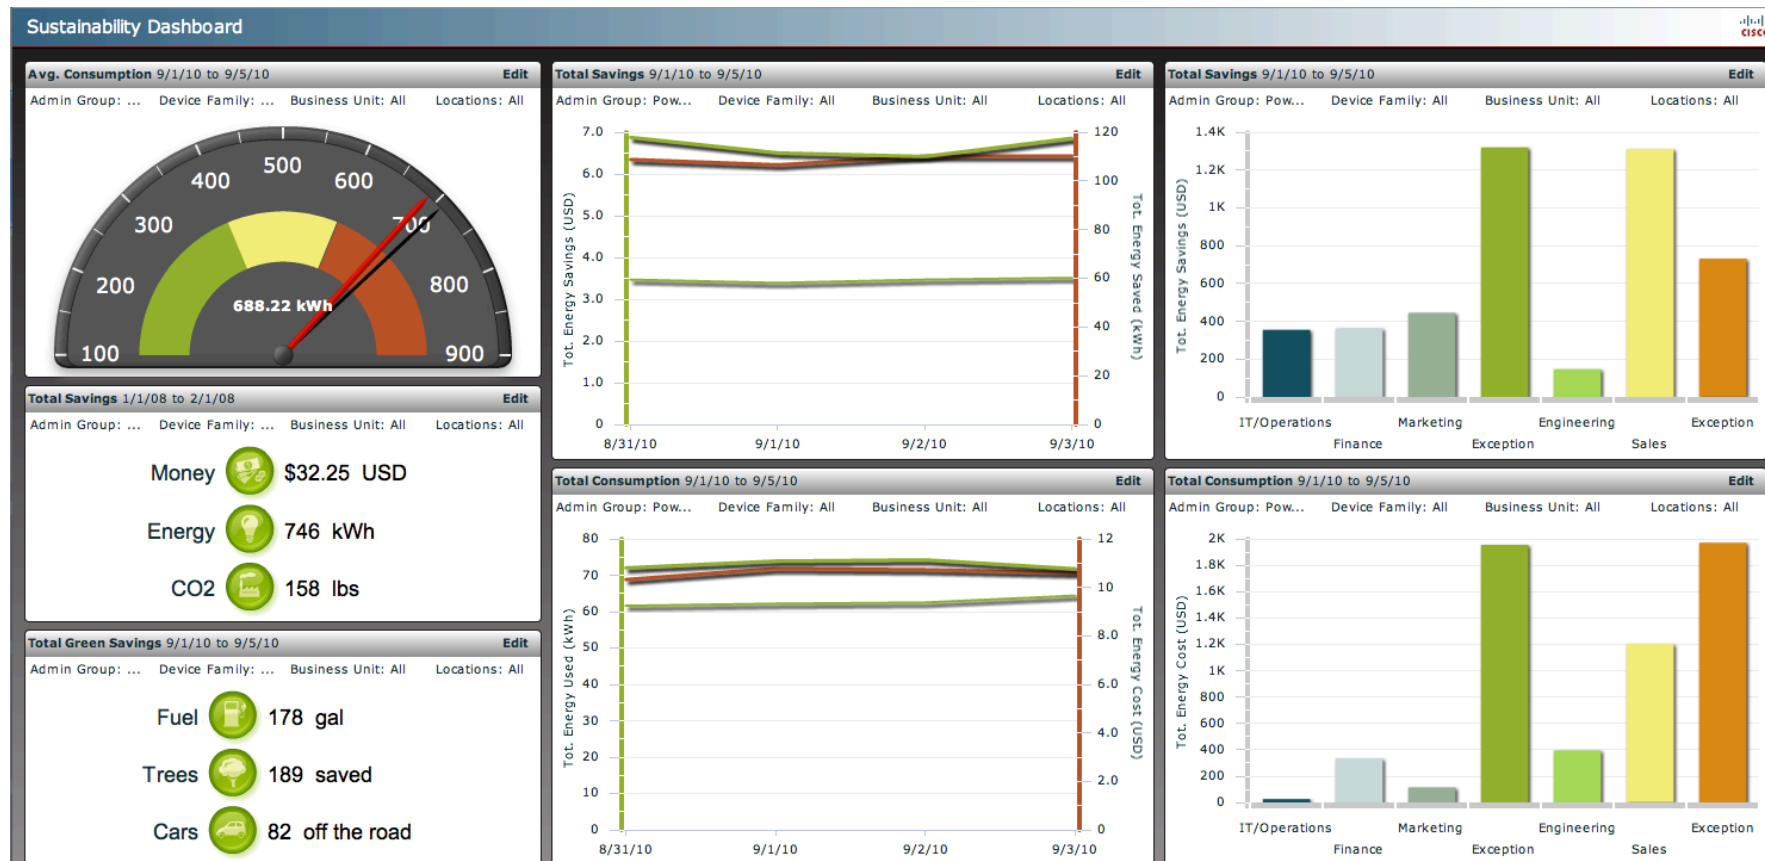 Sustainability Dashboard
CISCO
Avg. Consumption 9/1/10 to 9/5/10 Edit
Admin Group: ... Device Family: ... Business Unit: All Locations: All
100 200 300 400 500 600 700 800 900
688.22 kWh
Total Savings 1/1/08 to 2/1/08 Edit
Admin Group: ... Device Family: ... Business Unit: All Locations: All
Money $32.25 USD
Energy 746 kWh
CO2 158 lbs
Total Green Savings 9/1/10 to 9/5/10 Edit
Admin Group: ... Device Family: ... Business Unit: All Locations: All
Fuel 178 gal
Trees 189 saved
Cars 82 off the road
Total Savings 9/1/10 to 9/5/10 Edit
Admin Group: Pow... Device Family: All Business Unit: All Locations: All
Tot. Energy Savings (USD)
7.0
6.0
5.0
4.0
3.0
2.0
1.0
0
120
100
80
60
40
20
0
Tot. Energy Saved (kWh)
8/31/10 9/1/10 9/2/10 9/3/10
Total Consumption 9/1/10 to 9/5/10 Edit
Admin Group: Pow... Device Family: All Business Unit: All Locations: All
Tot. Energy Used (kWh)
80
70
60
50
40
30
20
10
0
12
10
8.0
6.0
4.0
2.0
0
Tot. Energy Cost (USD)
8/31/10 9/1/10 9/2/10 9/3/10
Total Savings 9/1/10 to 9/5/10 Edit
Admin Group: Pow... Device Family: All Business Unit: All Locations: All
Tot. Energy Savings (USD)
1.4K
1.2K
1K
800
600
400
200
0
IT/Operations Marketing Engineering Exception
Finance Exception Sales
Total Consumption 9/1/10 to 9/5/10 Edit
Admin Group: Pow... Device Family: All Business Unit: All Locations: All
Tot. Energy Cost (USD)
2K
1.8K
1.6K
1.4K
1.2K
1K
800
600
400
200
0
IT/Operations Marketing Engineering Exception
Finance Exception Sales